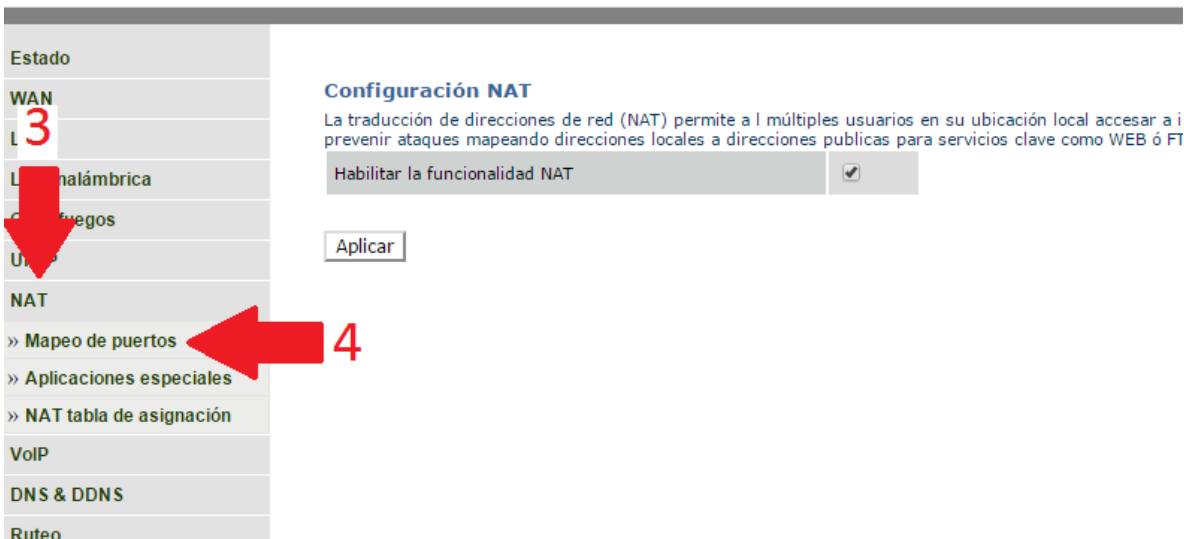 Estado
WAN
3
L
L nalámbrica
fuegos
U P
NAT
» Mapeo de puertos
4
» Aplicaciones especiales
» NAT tabla de asignación
VoIP
DNS & DDNS
Ruteo
Configuración NAT
La traducción de direcciones de red (NAT) permite a l múltiples usuarios en su ubicación local accesar a i
prevenir ataques mapeando direcciones locales a direcciones publicas para servicios clave como WEB ó FT
Habilitar la funcionalidad NAT
Aplicar